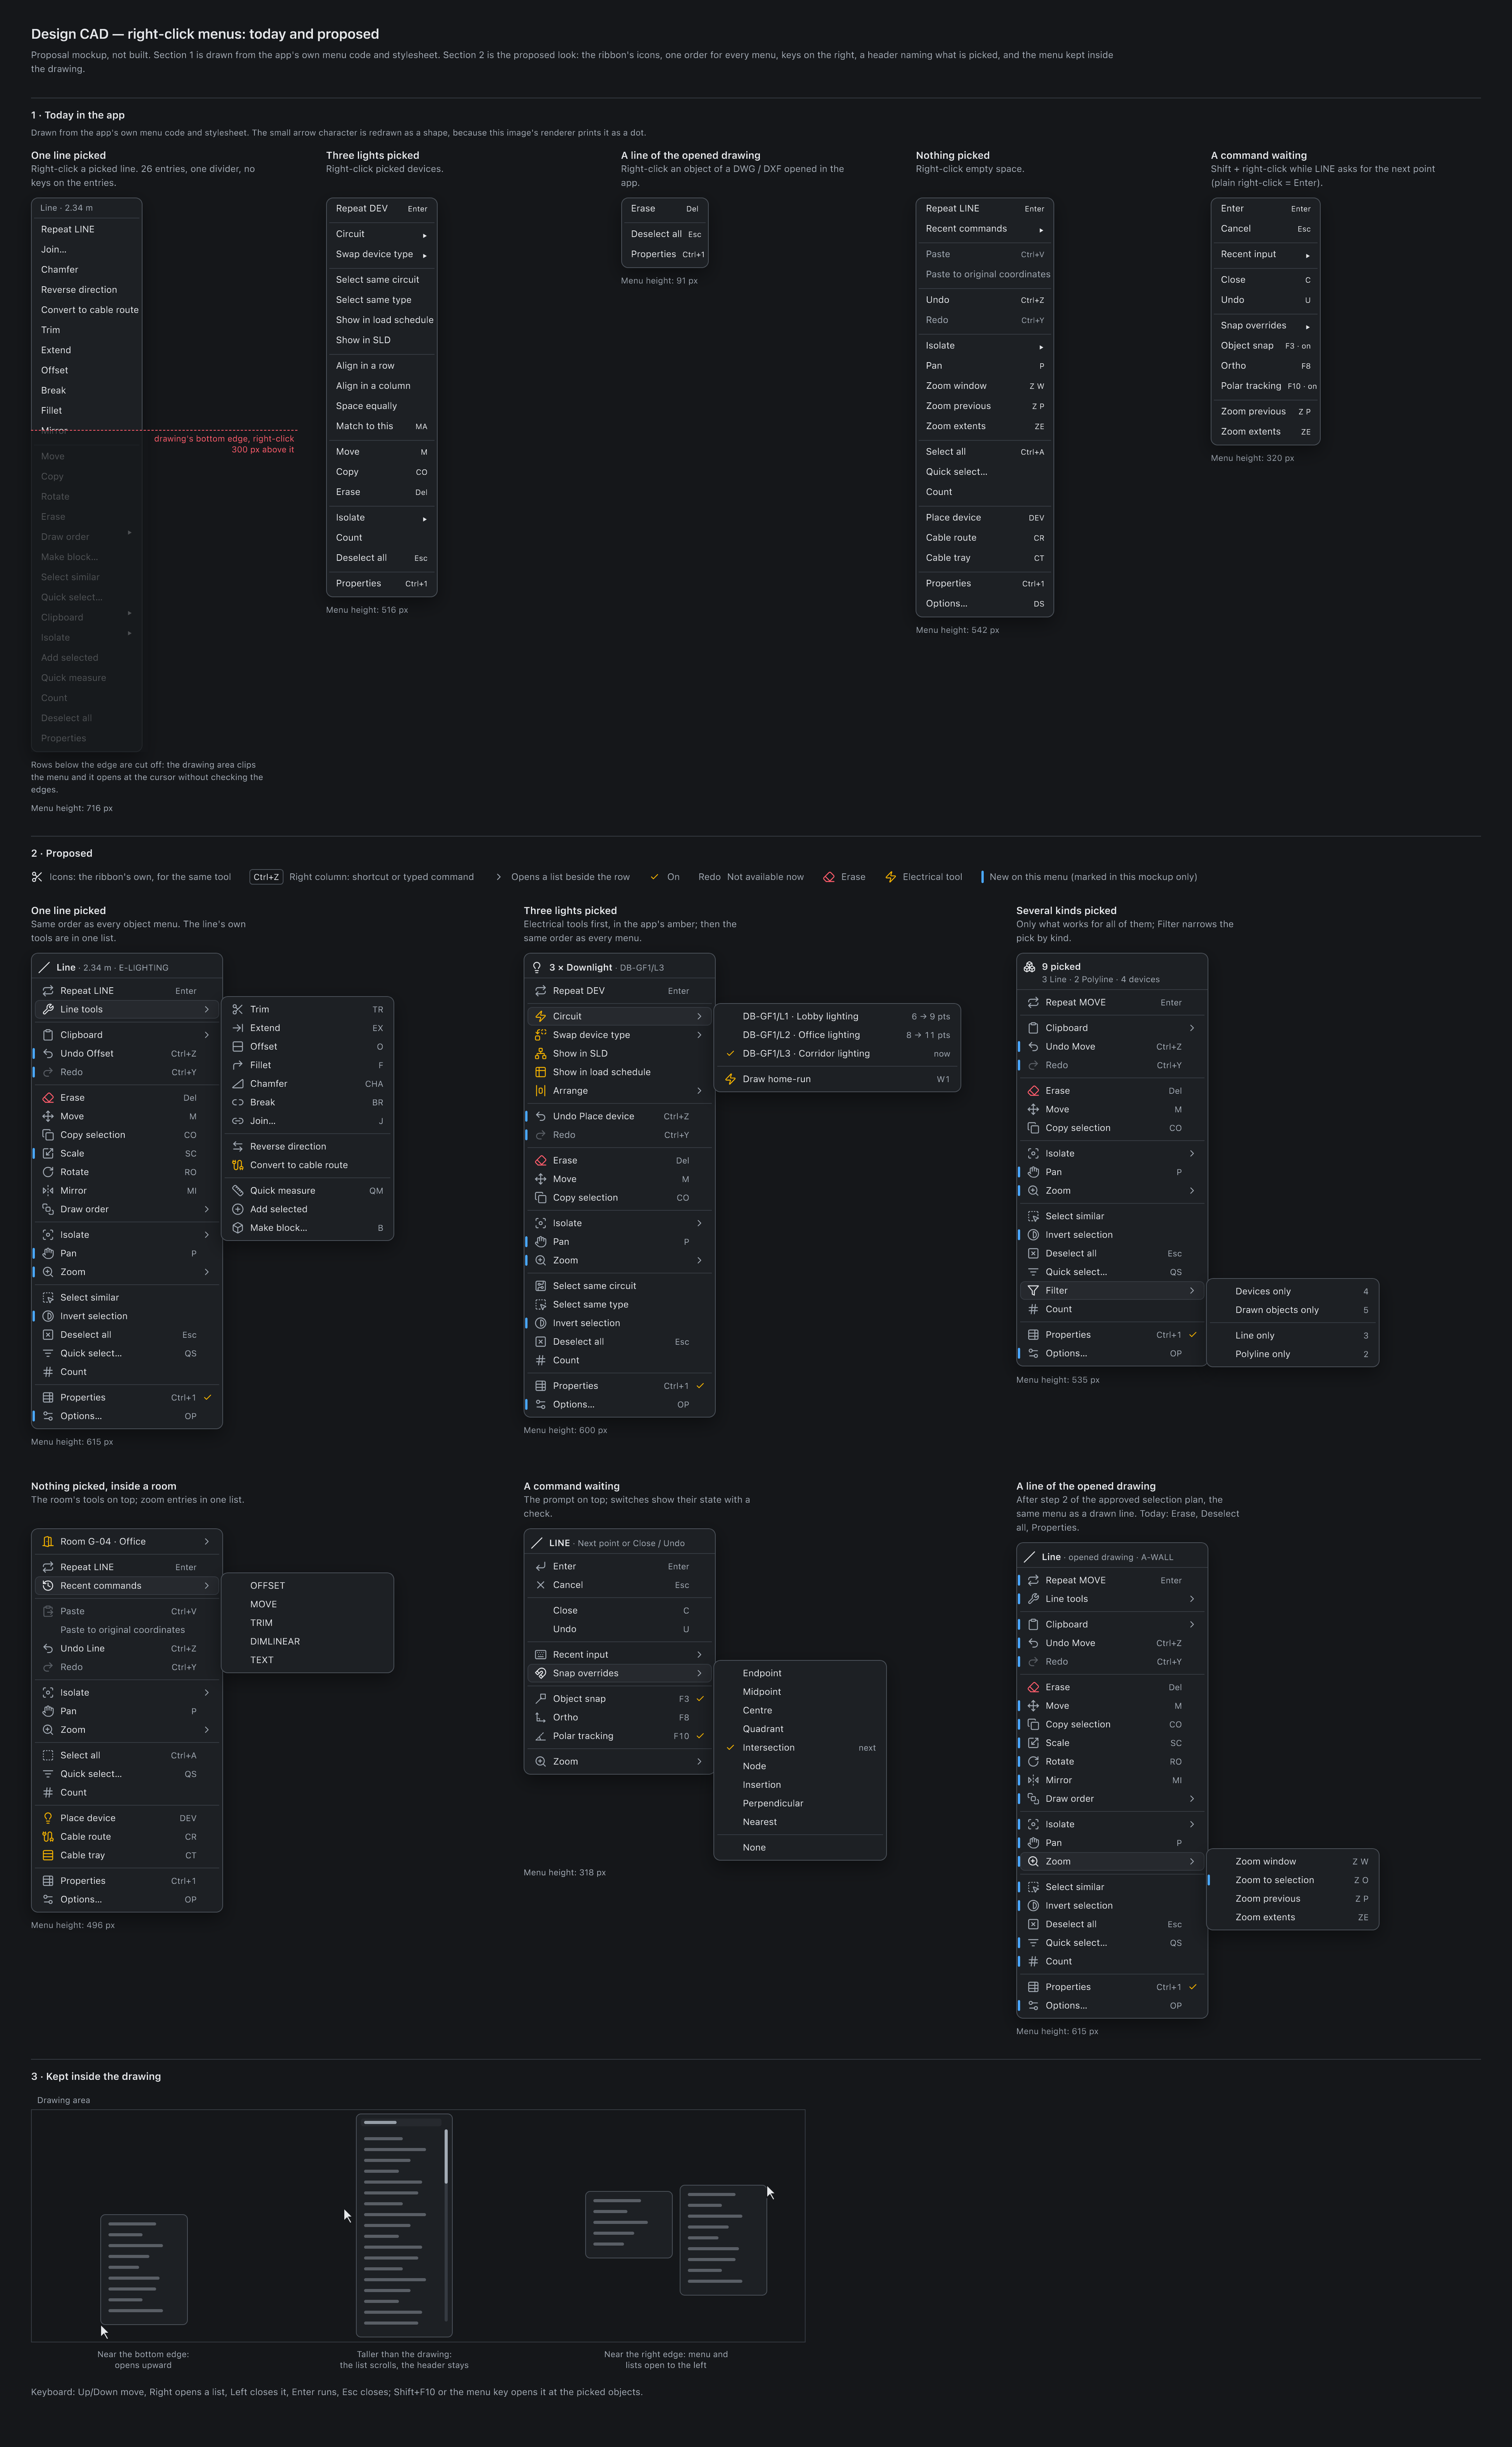 Design CAD — right-click menus: today and proposed
Proposal mockup, not built. Section 1 is drawn from the app's own menu code and stylesheet. Section 2 is the proposed look: the ribbon's icons, one order for every menu, keys on the right, a header naming what is picked, and the menu kept inside
the drawing.
1 · Today in the app
Drawn from the app's own menu code and stylesheet. The small arrow character is redrawn as a shape, because this image's renderer prints it as a dot.
One line picked
Right-click a picked line. 26 entries, one divider, no
keys on the entries.
Line · 2.34 m
Repeat LINE
Join...
Chamfer
Reverse direction
Convert to cable route
Trim
Extend
Offset
Break
Fillet
Mirror
drawing's bottom edge, right-click
300 px above it
Move
Copy
Rotate
Erase
Draw order
Make block...
Select similar
Quick select...
Clipboard
Isolate
Add selected
Quick measure
Count
Deselect all
Properties
Rows below the edge are cut off: the drawing area clips
the menu and it opens at the cursor without checking the
edges.
Menu height: 716 px
Three lights picked
Right-click picked devices.
Repeat DEV Enter
Circuit
Swap device type
Select same circuit
Select same type
Show in load schedule
Show in SLD
Align in a row
Align in a column
Space equally
Match to this MA
Move M
Copy CO
Erase Del
Isolate
Count
Deselect all Esc
Properties Ctrl+1
Menu height: 516 px
A line of the opened drawing
Right-click an object of a DWG / DXF opened in the
app.
Erase Del
Deselect all Esc
Properties Ctrl+1
Menu height: 91 px
Nothing picked
Right-click empty space.
Repeat LINE Enter
Recent commands
Paste Ctrl+V
Paste to original coordinates
Undo Ctrl+Z
Redo Ctrl+Y
Isolate
Pan P
Zoom window Z W
Zoom previous Z P
Zoom extents ZE
Select all Ctrl+A
Quick select...
Count
Place device DEV
Cable route CR
Cable tray CT
Properties Ctrl+1
Options... DS
Menu height: 542 px
A command waiting
Shift + right-click while LINE asks for the next point
(plain right-click = Enter).
Enter Enter
Cancel Esc
Recent input
Close C
Undo U
Snap overrides
Object snap F3 · on
Ortho F8
Polar tracking F10 · on
Zoom previous Z P
Zoom extents ZE
Menu height: 320 px
2 · Proposed
Icons: the ribbon's own, for the same tool
Ctrl+Z Right column: shortcut or typed command
Opens a list beside the row
On
Redo Not available now
Erase
Electrical tool
New on this menu (marked in this mockup only)
One line picked
Same order as every object menu. The line's own
tools are in one list.
Line · 2.34 m · E-LIGHTING
Repeat LINE Enter
Line tools
Clipboard
Undo Offset Ctrl+Z
Redo Ctrl+Y
Erase Del
Move M
Copy selection CO
Scale SC
Rotate RO
Mirror MI
Draw order
Isolate
Pan P
Zoom
Select similar
Invert selection
Deselect all Esc
Quick select... QS
Count
Properties Ctrl+1
Options... OP
Menu height: 615 px
Trim TR
Extend EX
Offset O
Fillet F
Chamfer CHA
Break BR
Join... J
Reverse direction
Convert to cable route
Quick measure QM
Add selected
Make block... B
Three lights picked
Electrical tools first, in the app's amber; then the
same order as every menu.
3 × Downlight · DB-GF1/L3
Repeat DEV Enter
Circuit
Swap device type
Show in SLD
Show in load schedule
Arrange
Undo Place device Ctrl+Z
Redo Ctrl+Y
Erase Del
Move M
Copy selection CO
Isolate
Pan P
Zoom
Select same circuit
Select same type
Invert selection
Deselect all Esc
Count
Properties Ctrl+1
Options... OP
Menu height: 600 px
DB-GF1/L1 · Lobby lighting 6 → 9 pts
DB-GF1/L2 · Office lighting 8 → 11 pts
DB-GF1/L3 · Corridor lighting now
Draw home-run W1
Several kinds picked
Only what works for all of them; Filter narrows the
pick by kind.
9 picked
3 Line · 2 Polyline · 4 devices
Repeat MOVE Enter
Clipboard
Undo Move Ctrl+Z
Redo Ctrl+Y
Erase Del
Move M
Copy selection CO
Isolate
Pan P
Zoom
Select similar
Invert selection
Deselect all Esc
Quick select... QS
Filter
Count
Properties Ctrl+1
Options... OP
Menu height: 535 px
Devices only 4
Drawn objects only 5
Line only 3
Polyline only 2
Nothing picked, inside a room
The room's tools on top; zoom entries in one list.
Room G-04 · Office
Repeat LINE Enter
Recent commands
Paste Ctrl+V
Paste to original coordinates
Undo Line Ctrl+Z
Redo Ctrl+Y
Isolate
Pan P
Zoom
Select all Ctrl+A
Quick select... QS
Count
Place device DEV
Cable route CR
Cable tray CT
Properties Ctrl+1
Options... OP
Menu height: 496 px
OFFSET
MOVE
TRIM
DIMLINEAR
TEXT
A command waiting
The prompt on top; switches show their state with a
check.
LINE · Next point or Close / Undo
Enter Enter
Cancel Esc
Close C
Undo U
Recent input
Snap overrides
Object snap F3
Ortho F8
Polar tracking F10
Zoom
Menu height: 318 px
Endpoint
Midpoint
Centre
Quadrant
Intersection next
Node
Insertion
Perpendicular
Nearest
None
A line of the opened drawing
After step 2 of the approved selection plan, the
same menu as a drawn line. Today: Erase, Deselect
all, Properties.
Line · opened drawing · A-WALL
Repeat MOVE Enter
Line tools
Clipboard
Undo Move Ctrl+Z
Redo Ctrl+Y
Erase Del
Move M
Copy selection CO
Scale SC
Rotate RO
Mirror MI
Draw order
Isolate
Pan P
Zoom
Select similar
Invert selection
Deselect all Esc
Quick select... QS
Count
Properties Ctrl+1
Options... OP
Menu height: 615 px
Zoom window Z W
Zoom to selection Z O
Zoom previous Z P
Zoom extents ZE
3 · Kept inside the drawing
Drawing area
Near the bottom edge:
opens upward
Taller than the drawing:
the list scrolls, the header stays
Near the right edge: menu and
lists open to the left
Keyboard: Up/Down move, Right opens a list, Left closes it, Enter runs, Esc closes; Shift+F10 or the menu key opens it at the picked objects.